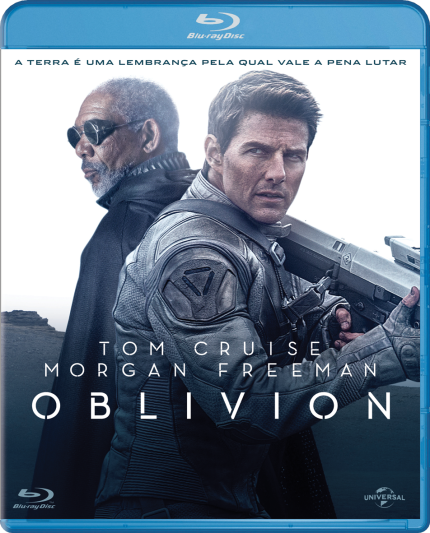 Blu-ray Disc
A TERRA É UMA LEMBRANÇA PELA QUAL VALE A PENA LUTAR
TOM CRUISE
MORGAN FREEMAN
OBLIVION
Blu-ray Disc
UNIVERSAL